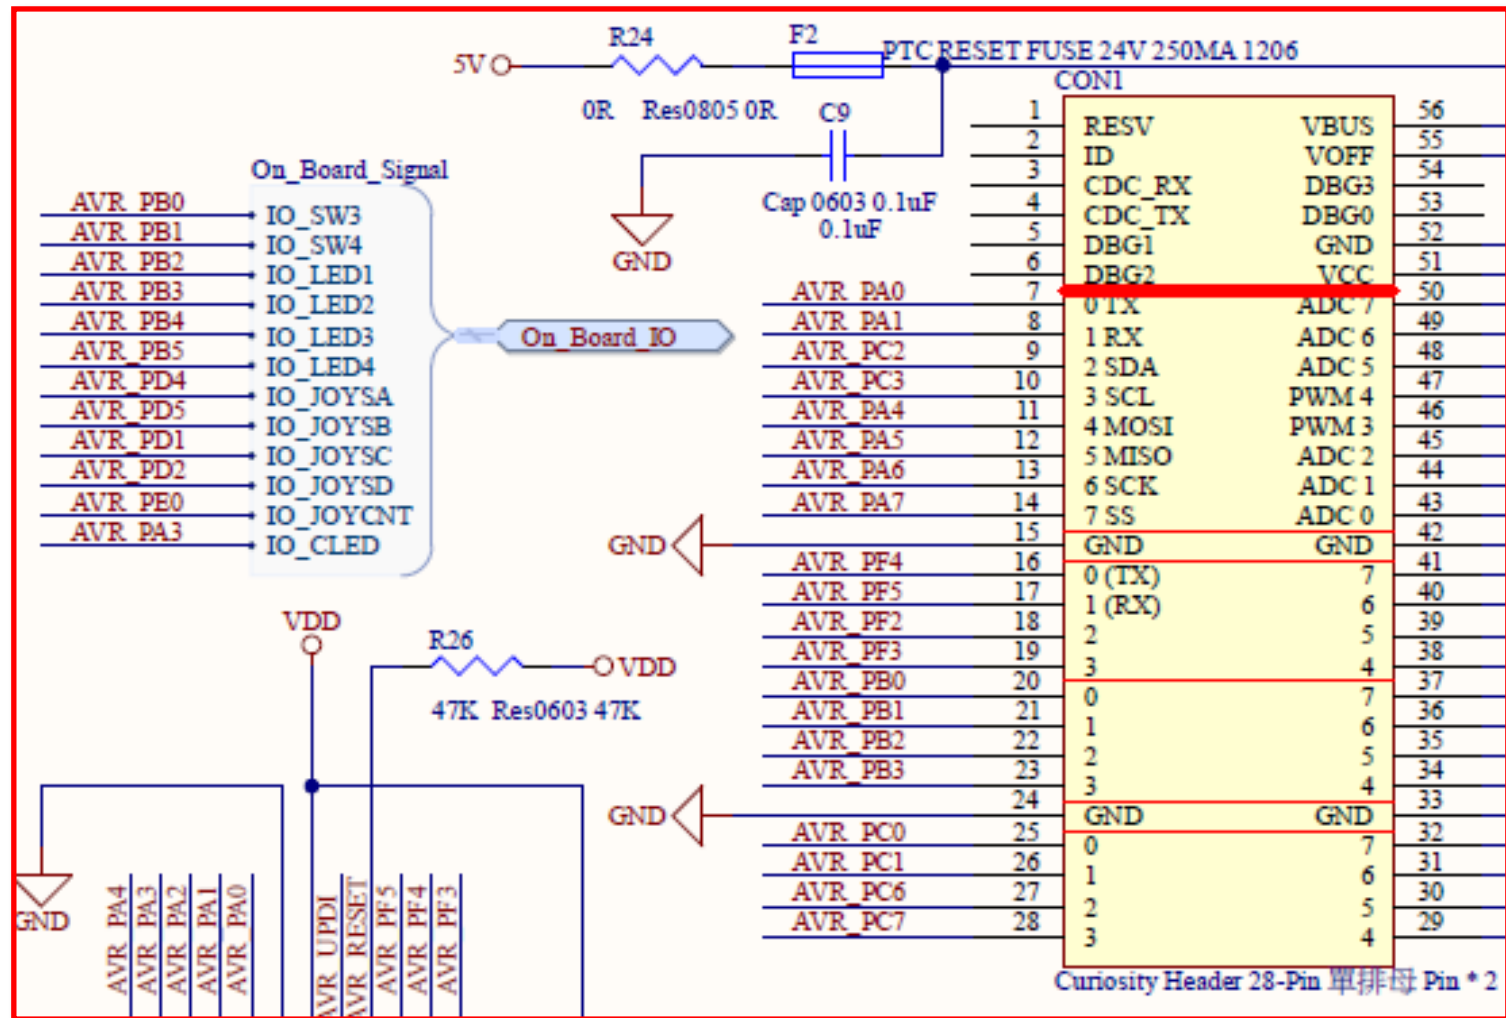 R24
F2
5V
PTC RESET FUSE 24V 250MA 1206
0R Res0805 0R
C9
Cap 0603 0.1uF
0.1uF
GND
On_Board_Signal
AVR_PB0 IO_SW3
AVR_PB1 IO_SW4
AVR_PB2 IO_LED1
AVR_PB3 IO_LED2
AVR_PB4 IO_LED3
AVR_PB5 IO_LED4
AVR_PD4 IO_JOYSA
AVR_PD5 IO_JOYSB
AVR_PD1 IO_JOYSC
AVR_PD2 IO_JOYSD
AVR_PE0 IO_JOYCNT
AVR_PA3 IO_CLED
On_Board_IO
CON1
1 RESV VBUS 56
2 ID VOFF 55
3 CDC_RX DBG3 54
4 CDC_TX DBG0 53
5 DBG1 GND 52
6 DBG2 VCC 51
AVR_PA0 7 0 TX ADC 7 50
AVR_PA1 8 1 RX ADC 6 49
AVR_PC2 9 2 SDA ADC 5 48
AVR_PC3 10 3 SCL PWM 4 47
AVR_PA4 11 4 MOSI PWM 3 46
AVR_PA5 12 5 MISO ADC 2 45
AVR_PA6 13 6 SCK ADC 1 44
AVR_PA7 14 7 SS ADC 0 43
GND 15 GND GND 42
AVR_PF4 16 0 (TX) 7 41
AVR_PF5 17 1 (RX) 6 40
AVR_PF2 18 2 5 39
AVR_PF3 19 3 4 38
AVR_PB0 20 0 7 37
AVR_PB1 21 1 6 36
AVR_PB2 22 2 5 35
AVR_PB3 23 3 4 34
GND 24 GND GND 33
AVR_PC0 25 0 7 32
AVR_PC1 26 1 6 31
AVR_PC6 27 2 5 30
AVR_PC7 28 3 4 29
Curiosity Header 28-Pin 單排母 Pin * 2
VDD
R26
VDD
47K Res0603 47K
GND
AVR_PA4
AVR_PA3
AVR_PA2
AVR_PA1
AVR_PA0
AVR_UPDI
AVR_RESET
AVR_PF5
AVR_PF4
AVR_PF3